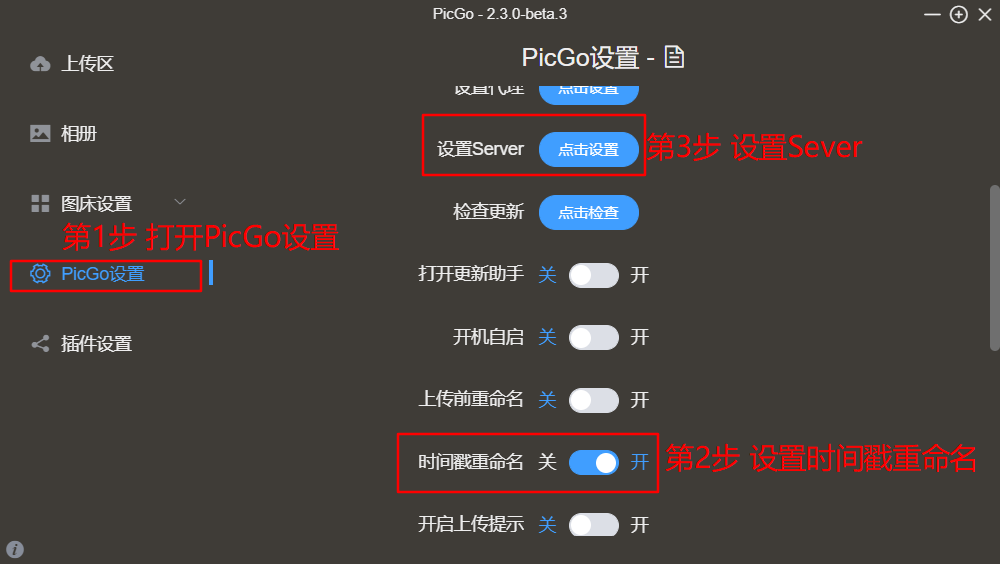 PicGo - 2.3.0-beta.3
PicGo设置 -
上传区
设置代理 点击设置
相册
设置Server 点击设置 第3步 设置Sever
图床设置
检查更新 点击检查
第1步 打开PicGo设置
PicGo设置
打开更新助手 关 开
开机自启 关 开
插件设置
上传前重命名 关 开
时间戳重命名 关 开 第2步 设置时间戳重命名
开启上传提示 关 开